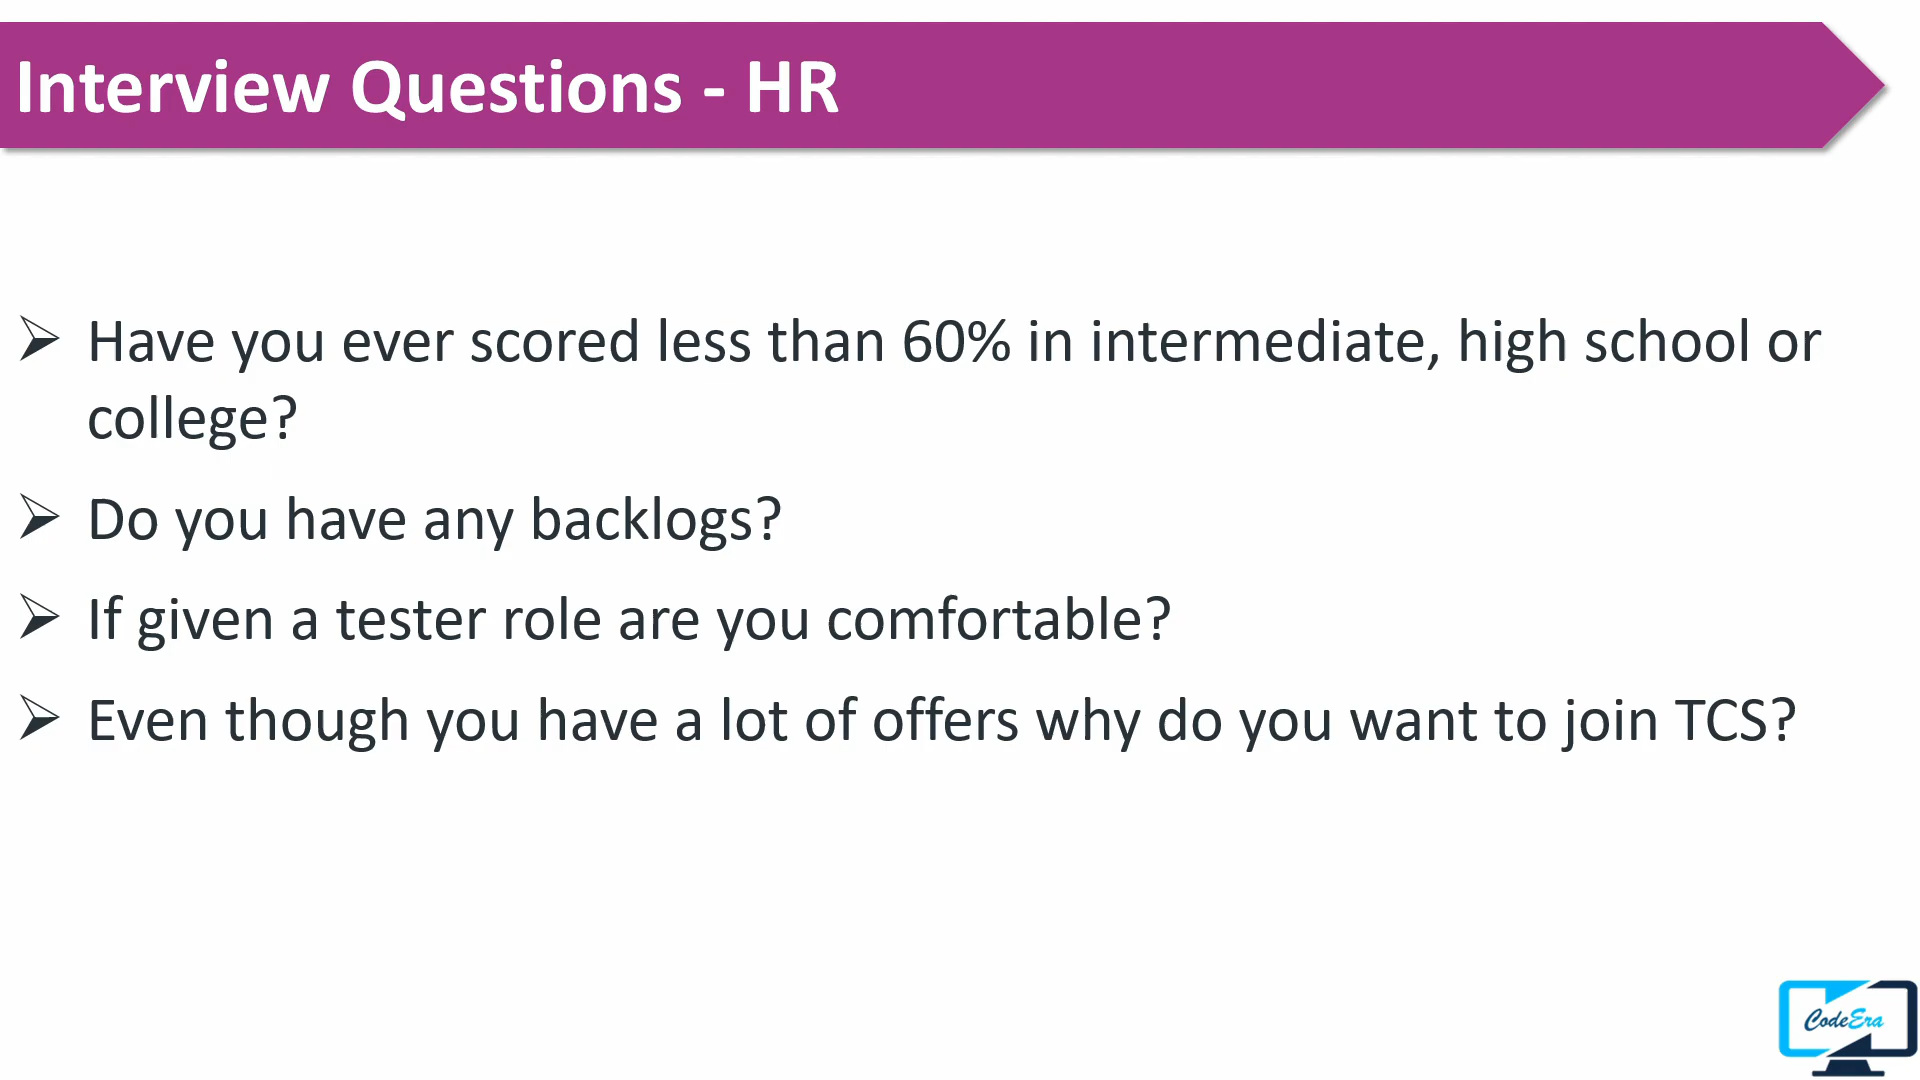 Interview Questions - HR
Have you ever scored less than 60% in intermediate, high school or
college?
Do you have any backlogs?
If given a tester role are you comfortable?
Even though you have a lot of offers why do you want to join TCS?
CodeEra